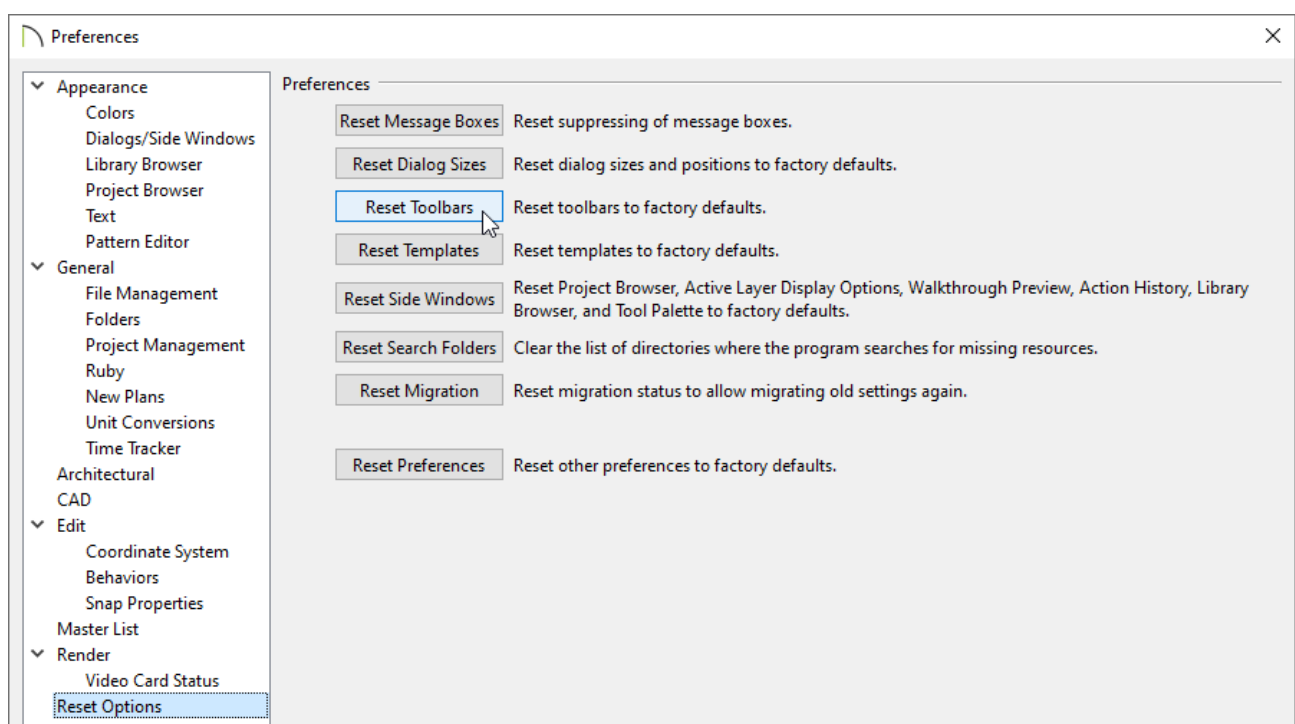 Preferences
Appearance
Colors
Dialogs/Side Windows
Library Browser
Project Browser
Text
Pattern Editor
General
File Management
Folders
Project Management
Ruby
New Plans
Unit Conversions
Time Tracker
Architectural
CAD
Edit
Coordinate System
Behaviors
Snap Properties
Master List
Render
Video Card Status
Reset Options
Preferences
Reset Message Boxes Reset suppressing of message boxes.
Reset Dialog Sizes Reset dialog sizes and positions to factory defaults.
Reset Toolbars Reset toolbars to factory defaults.
Reset Templates Reset templates to factory defaults.
Reset Side Windows Reset Project Browser, Active Layer Display Options, Walkthrough Preview, Action History, Library
Browser, and Tool Palette to factory defaults.
Reset Search Folders Clear the list of directories where the program searches for missing resources.
Reset Migration Reset migration status to allow migrating old settings again.
Reset Preferences Reset other preferences to factory defaults.